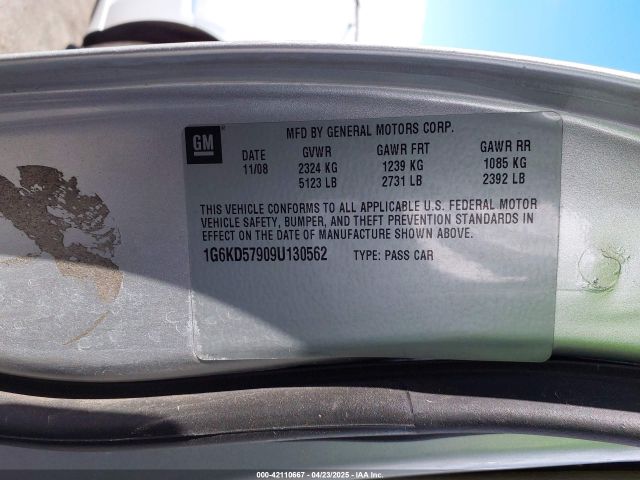 GM
MFD BY GENERAL MOTORS CORP.
DATE GVWR GAWR FRT GAWR RR
11/08 2324 KG 1239 KG 1085 KG
5123 LB 2731 LB 2392 LB
THIS VEHICLE CONFORMS TO ALL APPLICABLE U.S. FEDERAL MOTOR
VEHICLE SAFETY, BUMPER, AND THEFT PREVENTION STANDARDS IN
EFFECT ON THE DATE OF MANUFACTURE SHOWN ABOVE.
1G6KD57909U130562 TYPE: PASS CAR
000-42110667 - 04/23/2025 - IAA Inc.